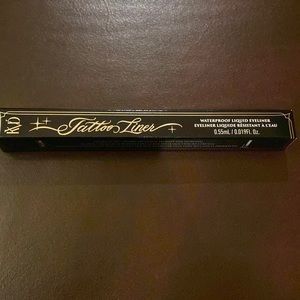 KVD
Tattoo Liner
WATERPROOF LIQUID EYELINER
EYELINER LIQUIDE RÉSISTANT À L'EAU
0.55mL / 0.019Fl. Oz.